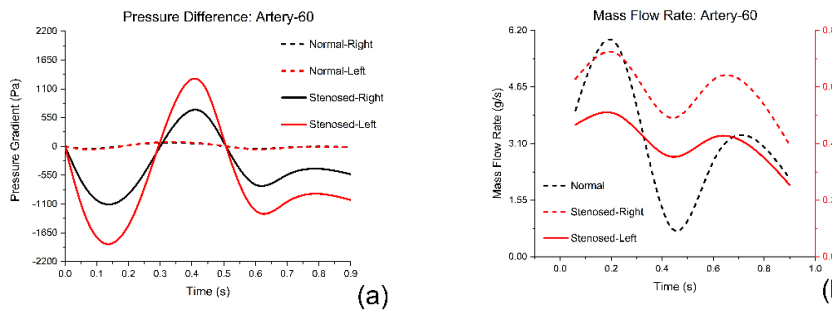 Pressure Difference: Artery-60
Pressure Gradient (Pa)
2200
1650
1100
550
0
-550
-1100
-1650
-2200
Normal-Right
Normal-Left
Stenosed-Right
Stenosed-Left
0.0 0.1 0.2 0.3 0.4 0.5 0.6 0.7 0.8 0.9
Time (s)
(a)
Mass Flow Rate: Artery-60
Mass Flow Rate (g/s)
6.20
4.65
3.10
1.55
0.00
Normal
Stenosed-Right
Stenosed-Left
0.0 0.2 0.4 0.6 0.8 1.0
Time (s)